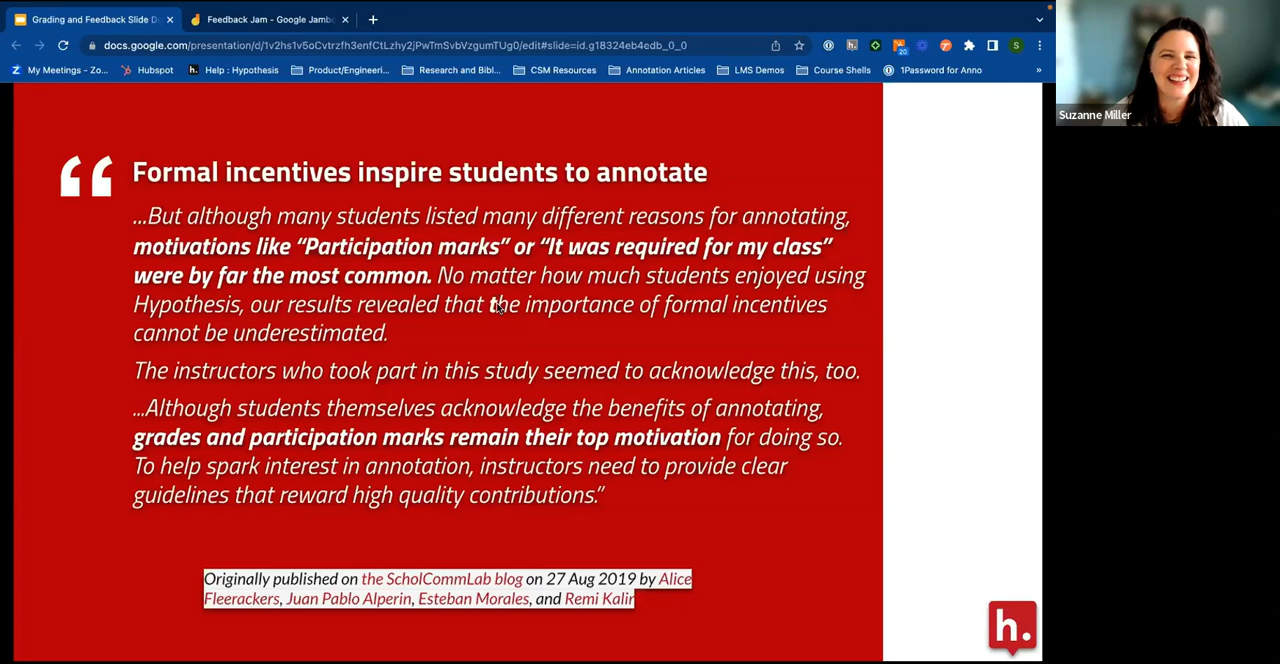 Grading and Feedback Slide D
Feedback Jam - Google Jambo
docs.google.com/presentation/d/1v2hs1v5oCvtrzfh3enfCtLzhy2jPwTmSvbVzgumTUg0/edit#slide=id.g18324eb4edb_0_0
20
S
My Meetings - Zo...
Hubspot
h. Help : Hypothesis
Product/Engineeri...
Research and Bibl...
CSM Resources
Annotation Articles
LMS Demos
Course Shells
1Password for Anno
»
Suzanne Miller
“ Formal incentives inspire students to annotate
...But although many students listed many different reasons for annotating,
motivations like “Participation marks” or “It was required for my class”
were by far the most common. No matter how much students enjoyed using
Hypothesis, our results revealed that the importance of formal incentives
cannot be underestimated.
The instructors who took part in this study seemed to acknowledge this, too.
...Although students themselves acknowledge the benefits of annotating,
grades and participation marks remain their top motivation for doing so.
To help spark interest in annotation, instructors need to provide clear
guidelines that reward high quality contributions.”
Originally published on the ScholCommLab blog on 27 Aug 2019 by Alice
Fleerackers, Juan Pablo Alperin, Esteban Morales, and Remi Kalir
h.